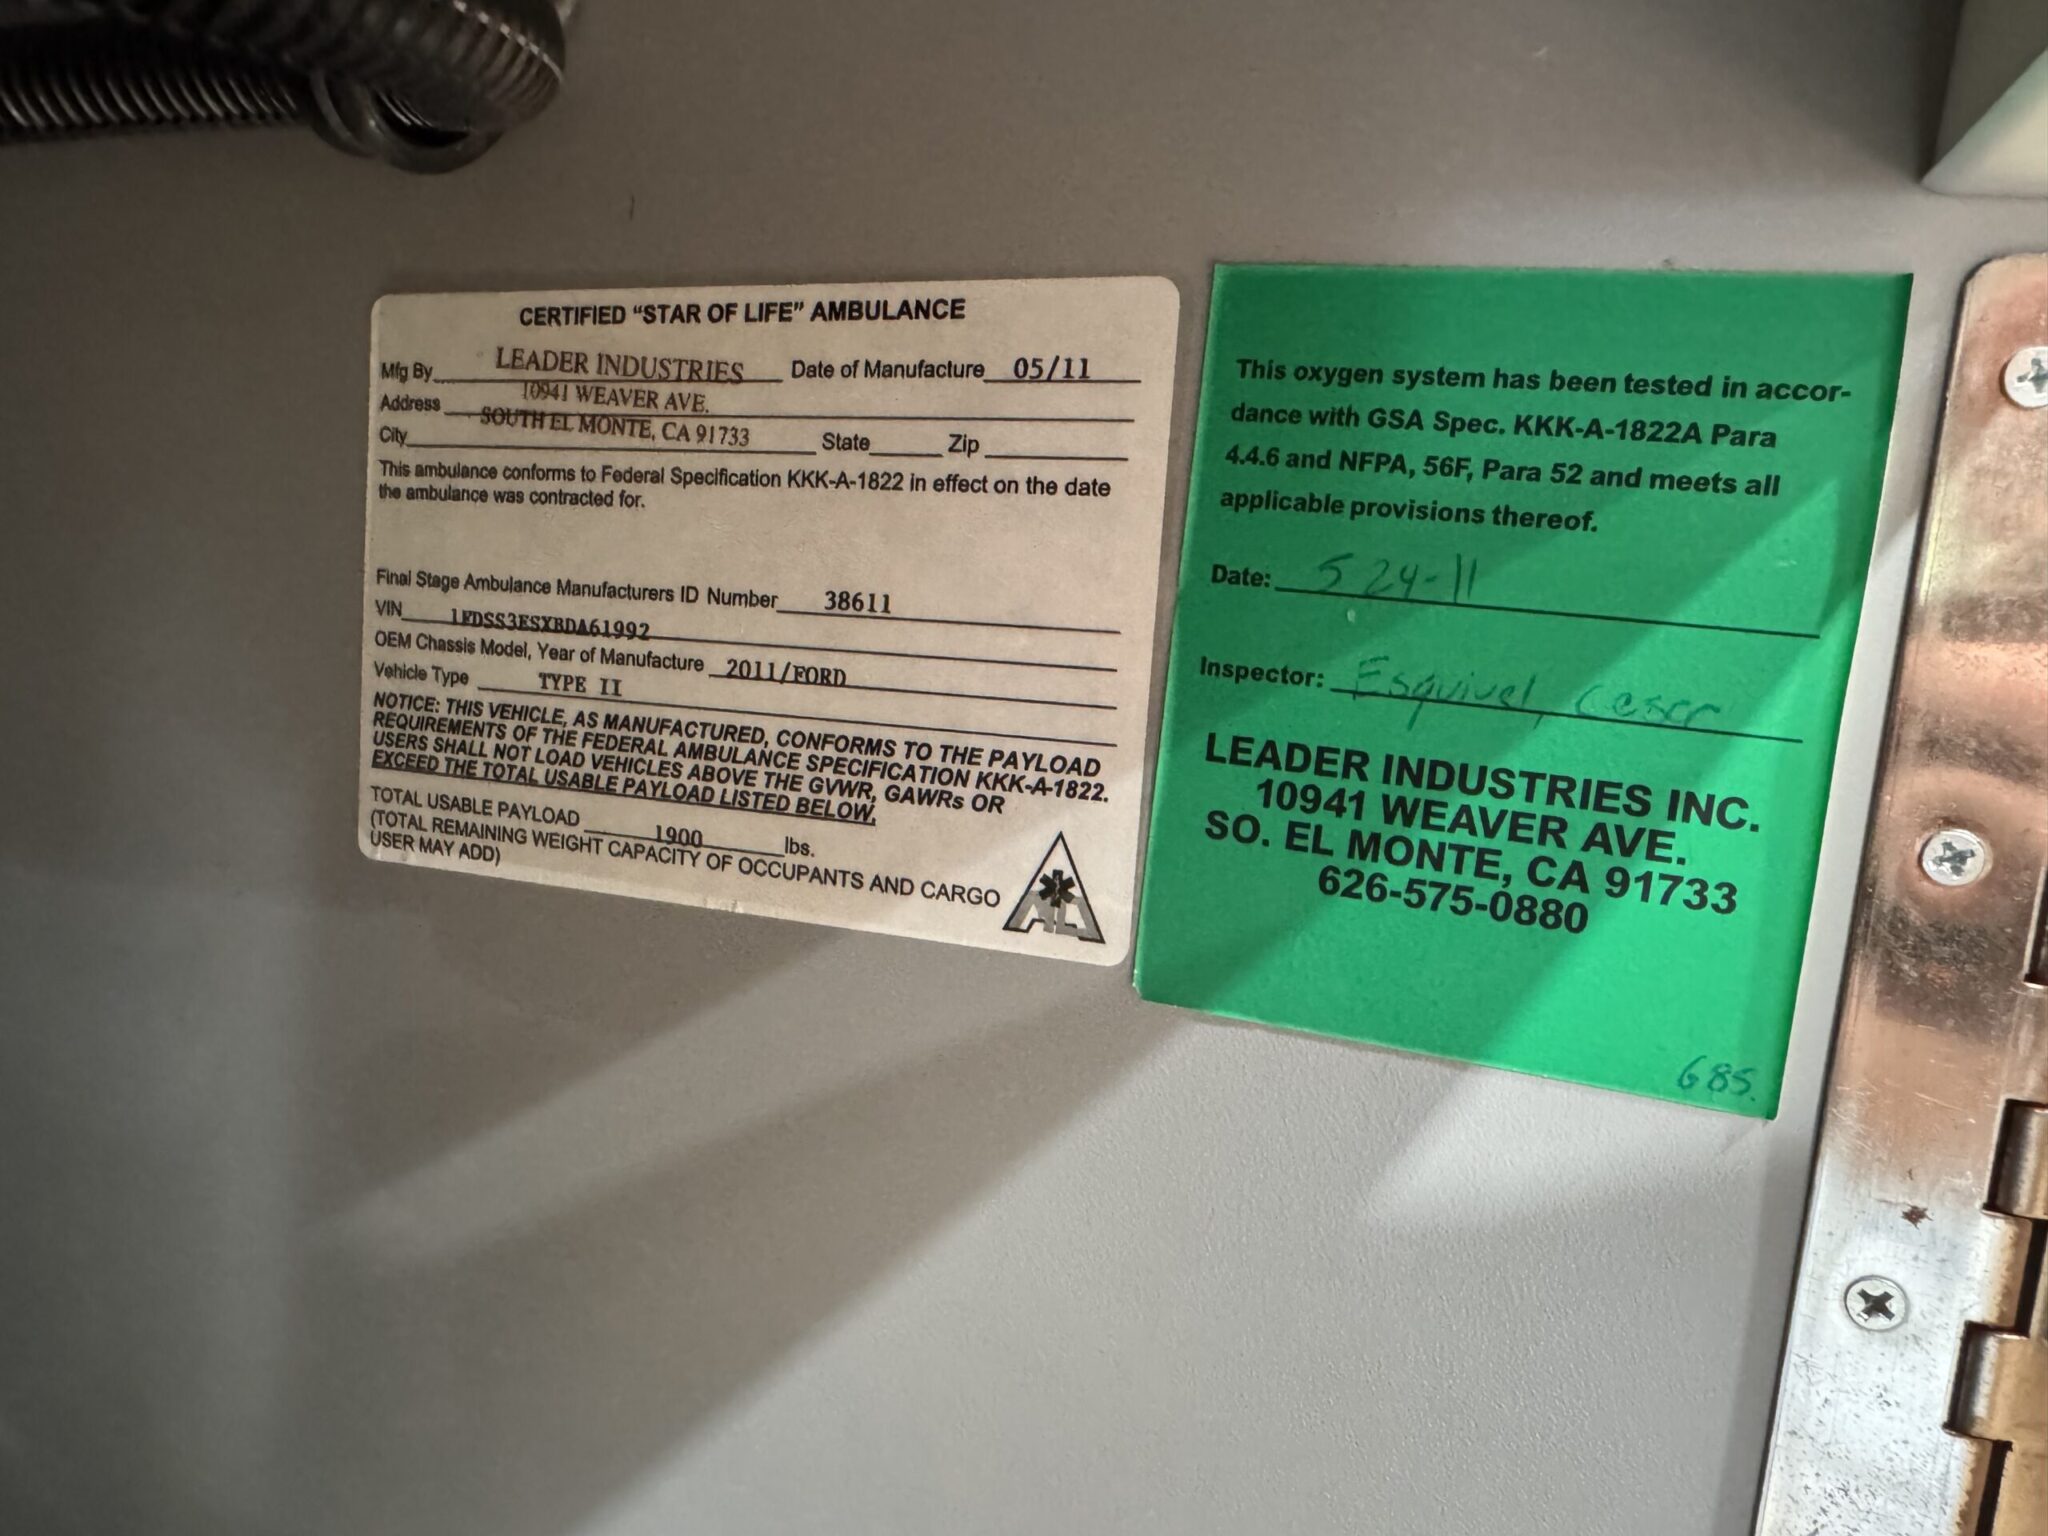 CERTIFIED “STAR OF LIFE” AMBULANCE
Mfg By LEADER INDUSTRIES Date of Manufacture 05/11
Address 10941 WEAVER AVE.
City SOUTH EL MONTE, CA 91733 State Zip
This ambulance conforms to Federal Specification KKK-A-1822 in effect on the date
the ambulance was contracted for.
Final Stage Ambulance Manufacturers ID Number 38611
VIN 1FDSS3ESXBDA61992
OEM Chassis Model, Year of Manufacture 2011/FORD
Vehicle Type TYPE II
NOTICE: THIS VEHICLE, AS MANUFACTURED, CONFORMS TO THE PAYLOAD
REQUIREMENTS OF THE FEDERAL AMBULANCE SPECIFICATION KKK-A-1822.
USERS SHALL NOT LOAD VEHICLES ABOVE THE GVWR, GAWRs OR
EXCEED THE TOTAL USABLE PAYLOAD LISTED BELOW.
TOTAL USABLE PAYLOAD 1900 lbs.
(TOTAL REMAINING WEIGHT CAPACITY OF OCCUPANTS AND CARGO
USER MAY ADD)
This oxygen system has been tested in accor-
dance with GSA Spec. KKK-A-1822A Para
4.4.6 and NFPA, 56F, Para 52 and meets all
applicable provisions thereof.
Date: 5 24-11
Inspector: Esquivel, Cesar
LEADER INDUSTRIES INC.
10941 WEAVER AVE.
SO. EL MONTE, CA 91733
626-575-0880
685.